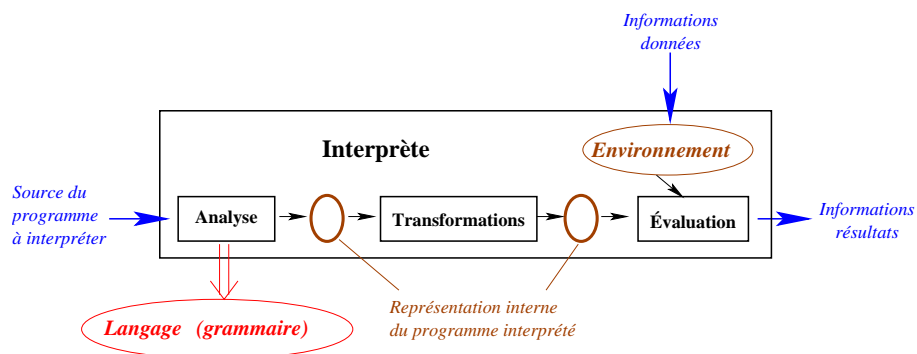 Informations
données
Interprète
Environnement
Source du
programme
à interpréter
Analyse
Transformations
Évaluation
Informations
résultats
Représentation interne
du programme interprété
Langage (grammaire)